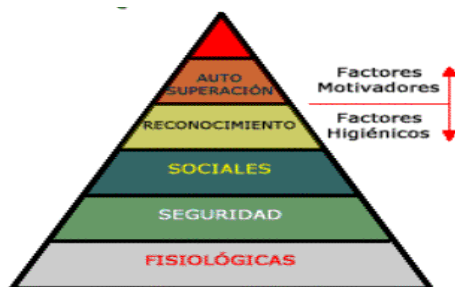 AUTO
SUPERACIÓN
Factores
Motivadores
RECONOCIMIENTO
Factores
Higiénicos
SOCIALES
SEGURIDAD
FISIOLÓGICAS